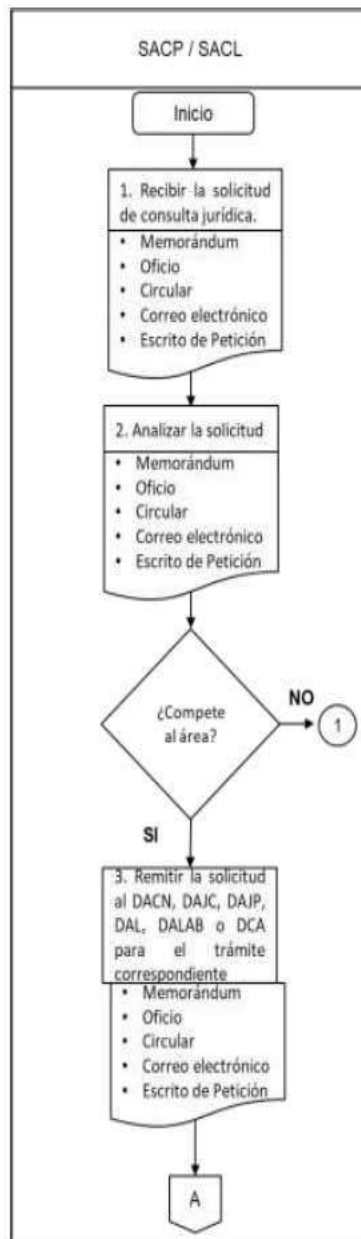 SACP / SACL
Inicio
1. Recibir la solicitud
de consulta jurídica.
• Memorándum
• Oficio
• Circular
• Correo electrónico
• Escrito de Petición
2. Analizar la solicitud
• Memorándum
• Oficio
• Circular
• Correo electrónico
• Escrito de Petición
¿Compete
al área?
NO
1
SI
3. Remitir la solicitud
al DACN, DAJC, DAJP,
DAL, DALAB o DCA
para el trámite
correspondiente
• Memorándum
• Oficio
• Circular
• Correo electrónico
• Escrito de Petición
A